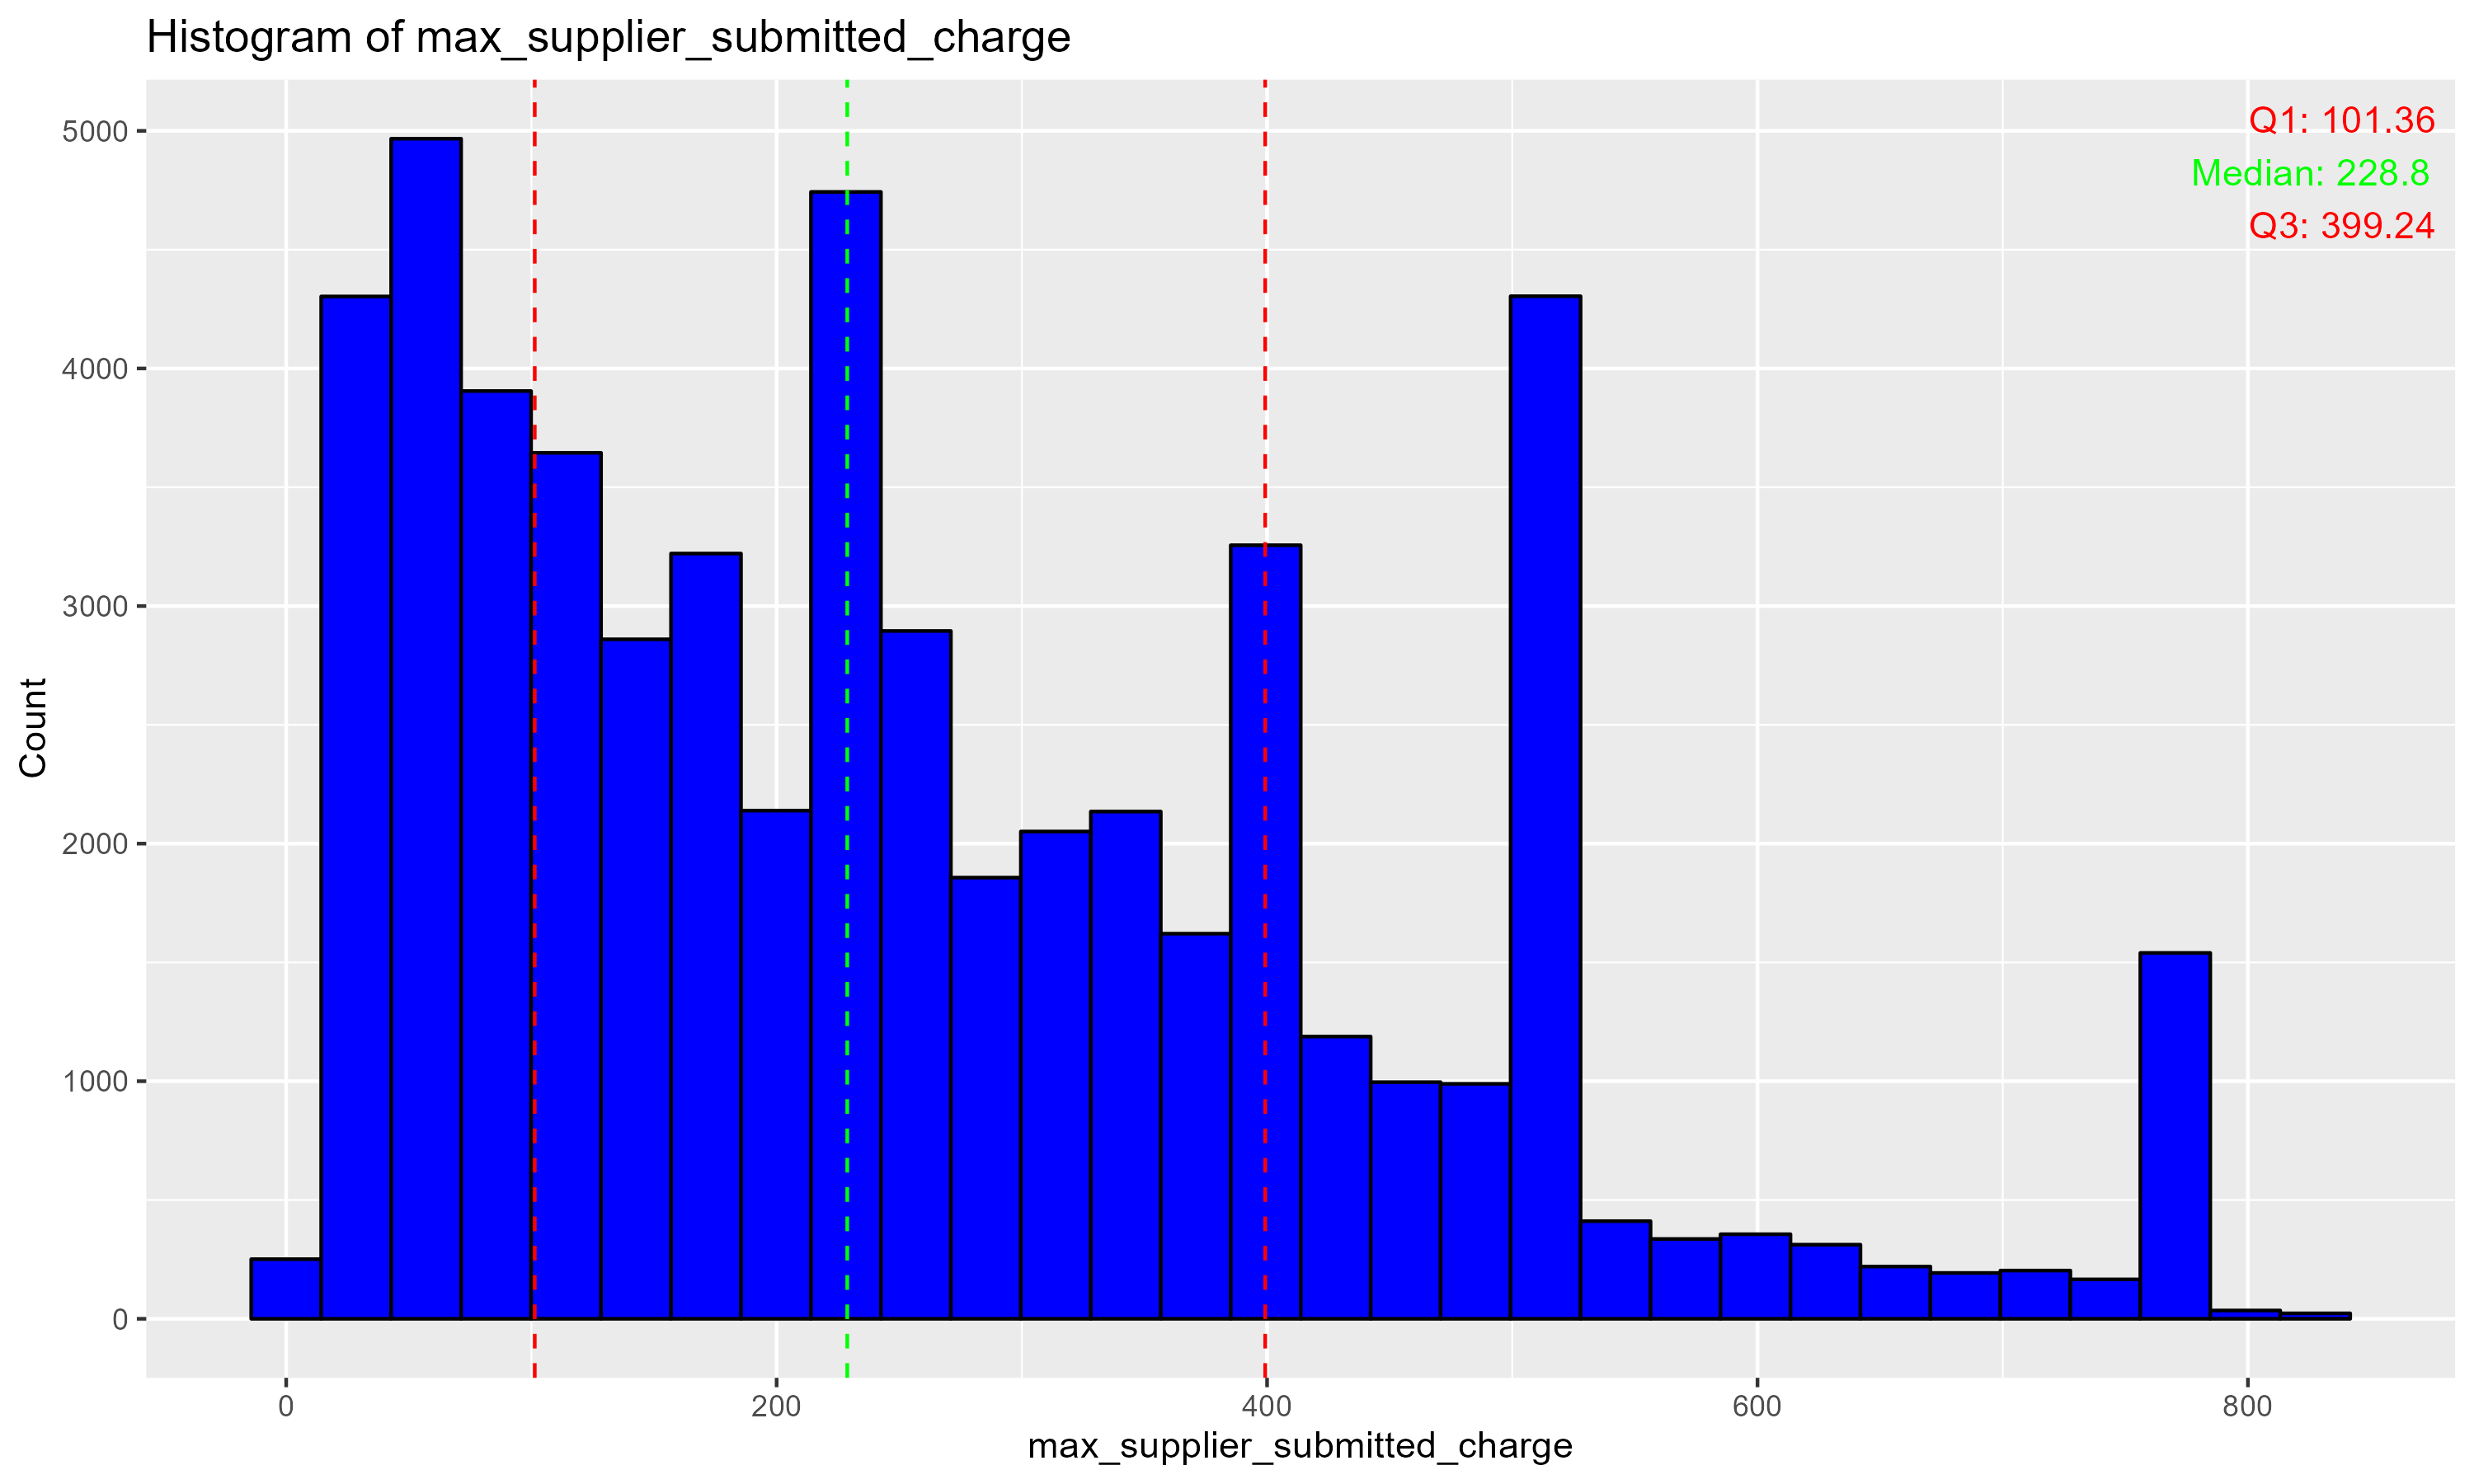 Histogram of max_supplier_submitted_charge
Q1: 101.36
Median: 228.8
Q3: 399.24
5000
4000
3000
2000
1000
0
Count
0 200 400 600 800
max_supplier_submitted_charge